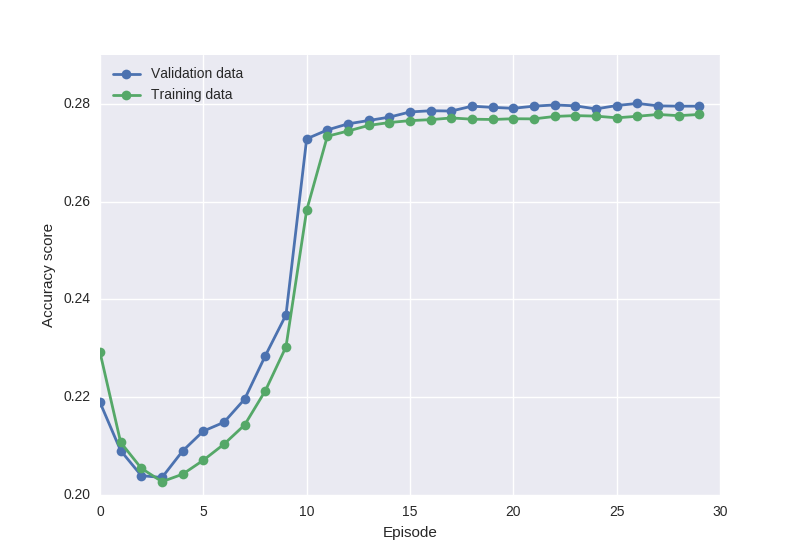 Validation data
Training data
0.28
0.26
0.24
0.22
0.20
Accuracy score
0 5 10 15 20 25 30
Episode